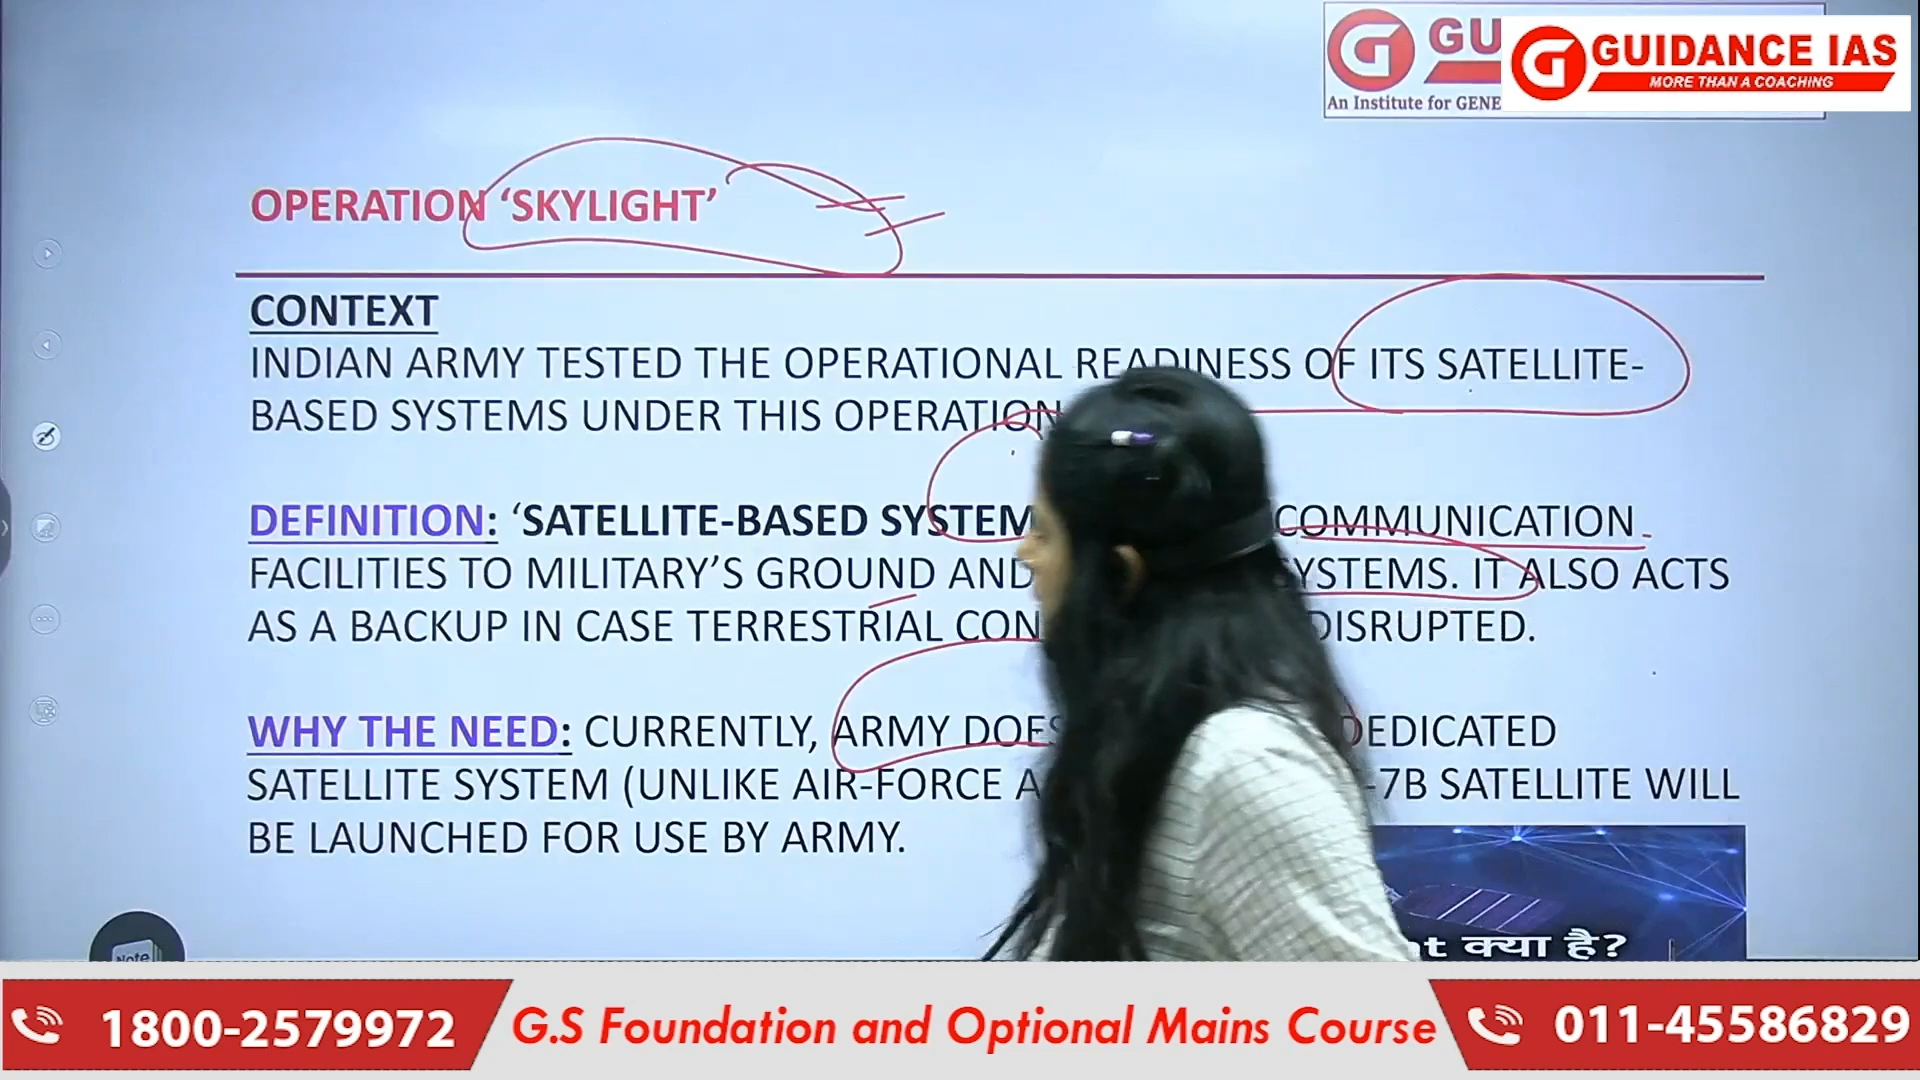 GU
GUIDANCE IAS
MORE THAN A COACHING
An Institute for GENE
OPERATION ‘SKYLIGHT’
CONTEXT
INDIAN ARMY TESTED THE OPERATIONAL READINESS OF ITS SATELLITE-
BASED SYSTEMS UNDER THIS OPERATION
DEFINITION: ‘SATELLITE-BASED SYSTEM COMMUNICATION
FACILITIES TO MILITARY’S GROUND AND SYSTEMS. IT ALSO ACTS
AS A BACKUP IN CASE TERRESTRIAL CON DISRUPTED.
WHY THE NEED: CURRENTLY, ARMY DOES DEDICATED
SATELLITE SYSTEM (UNLIKE AIR-FORCE A -7B SATELLITE WILL
BE LAUNCHED FOR USE BY ARMY.
Note
t क्या है?
1800-2579972
G.S Foundation and Optional Mains Course
011-45586829